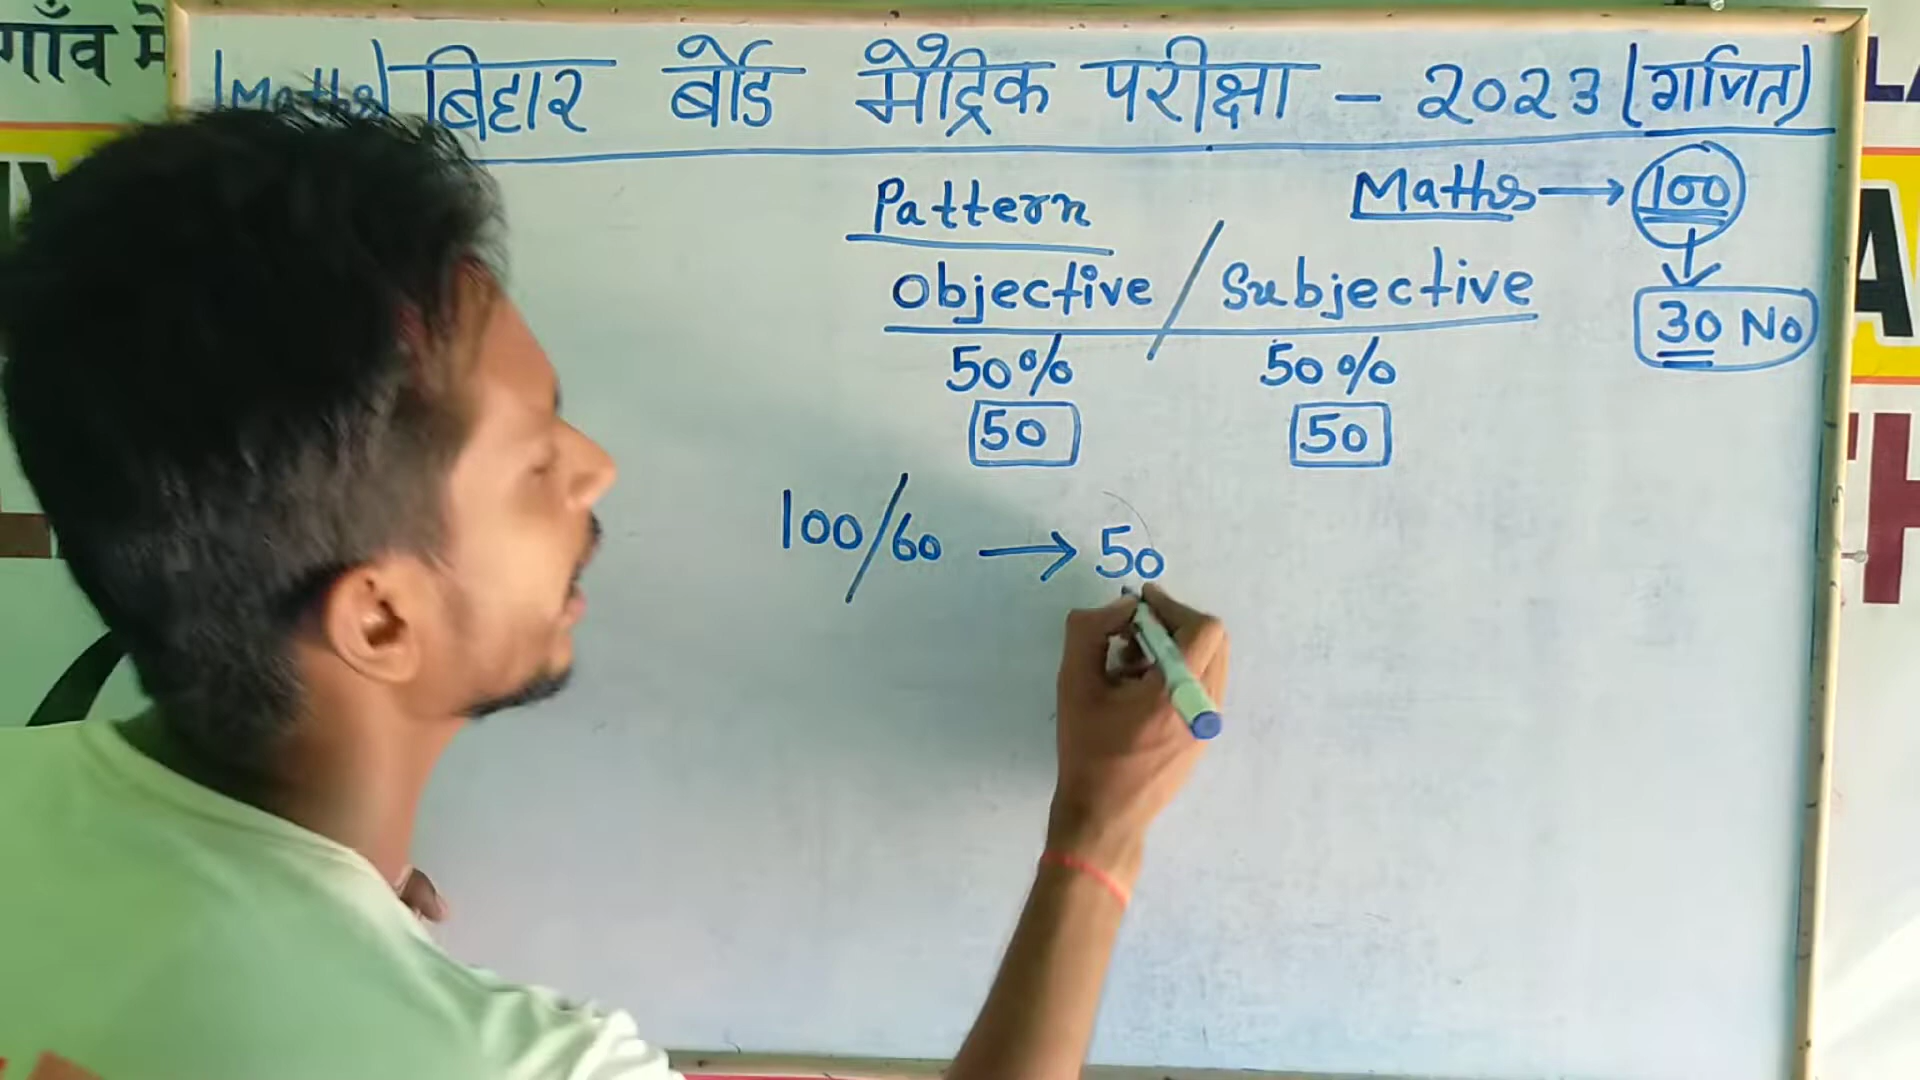 गाँव में
(Maths) बिहार बोर्ड मैट्रिक परीक्षा - 2023 (गणित)
Pattern
Maths → 100
30 No
Objective / Subjective
50% 50%
50 50
100/60 → 50